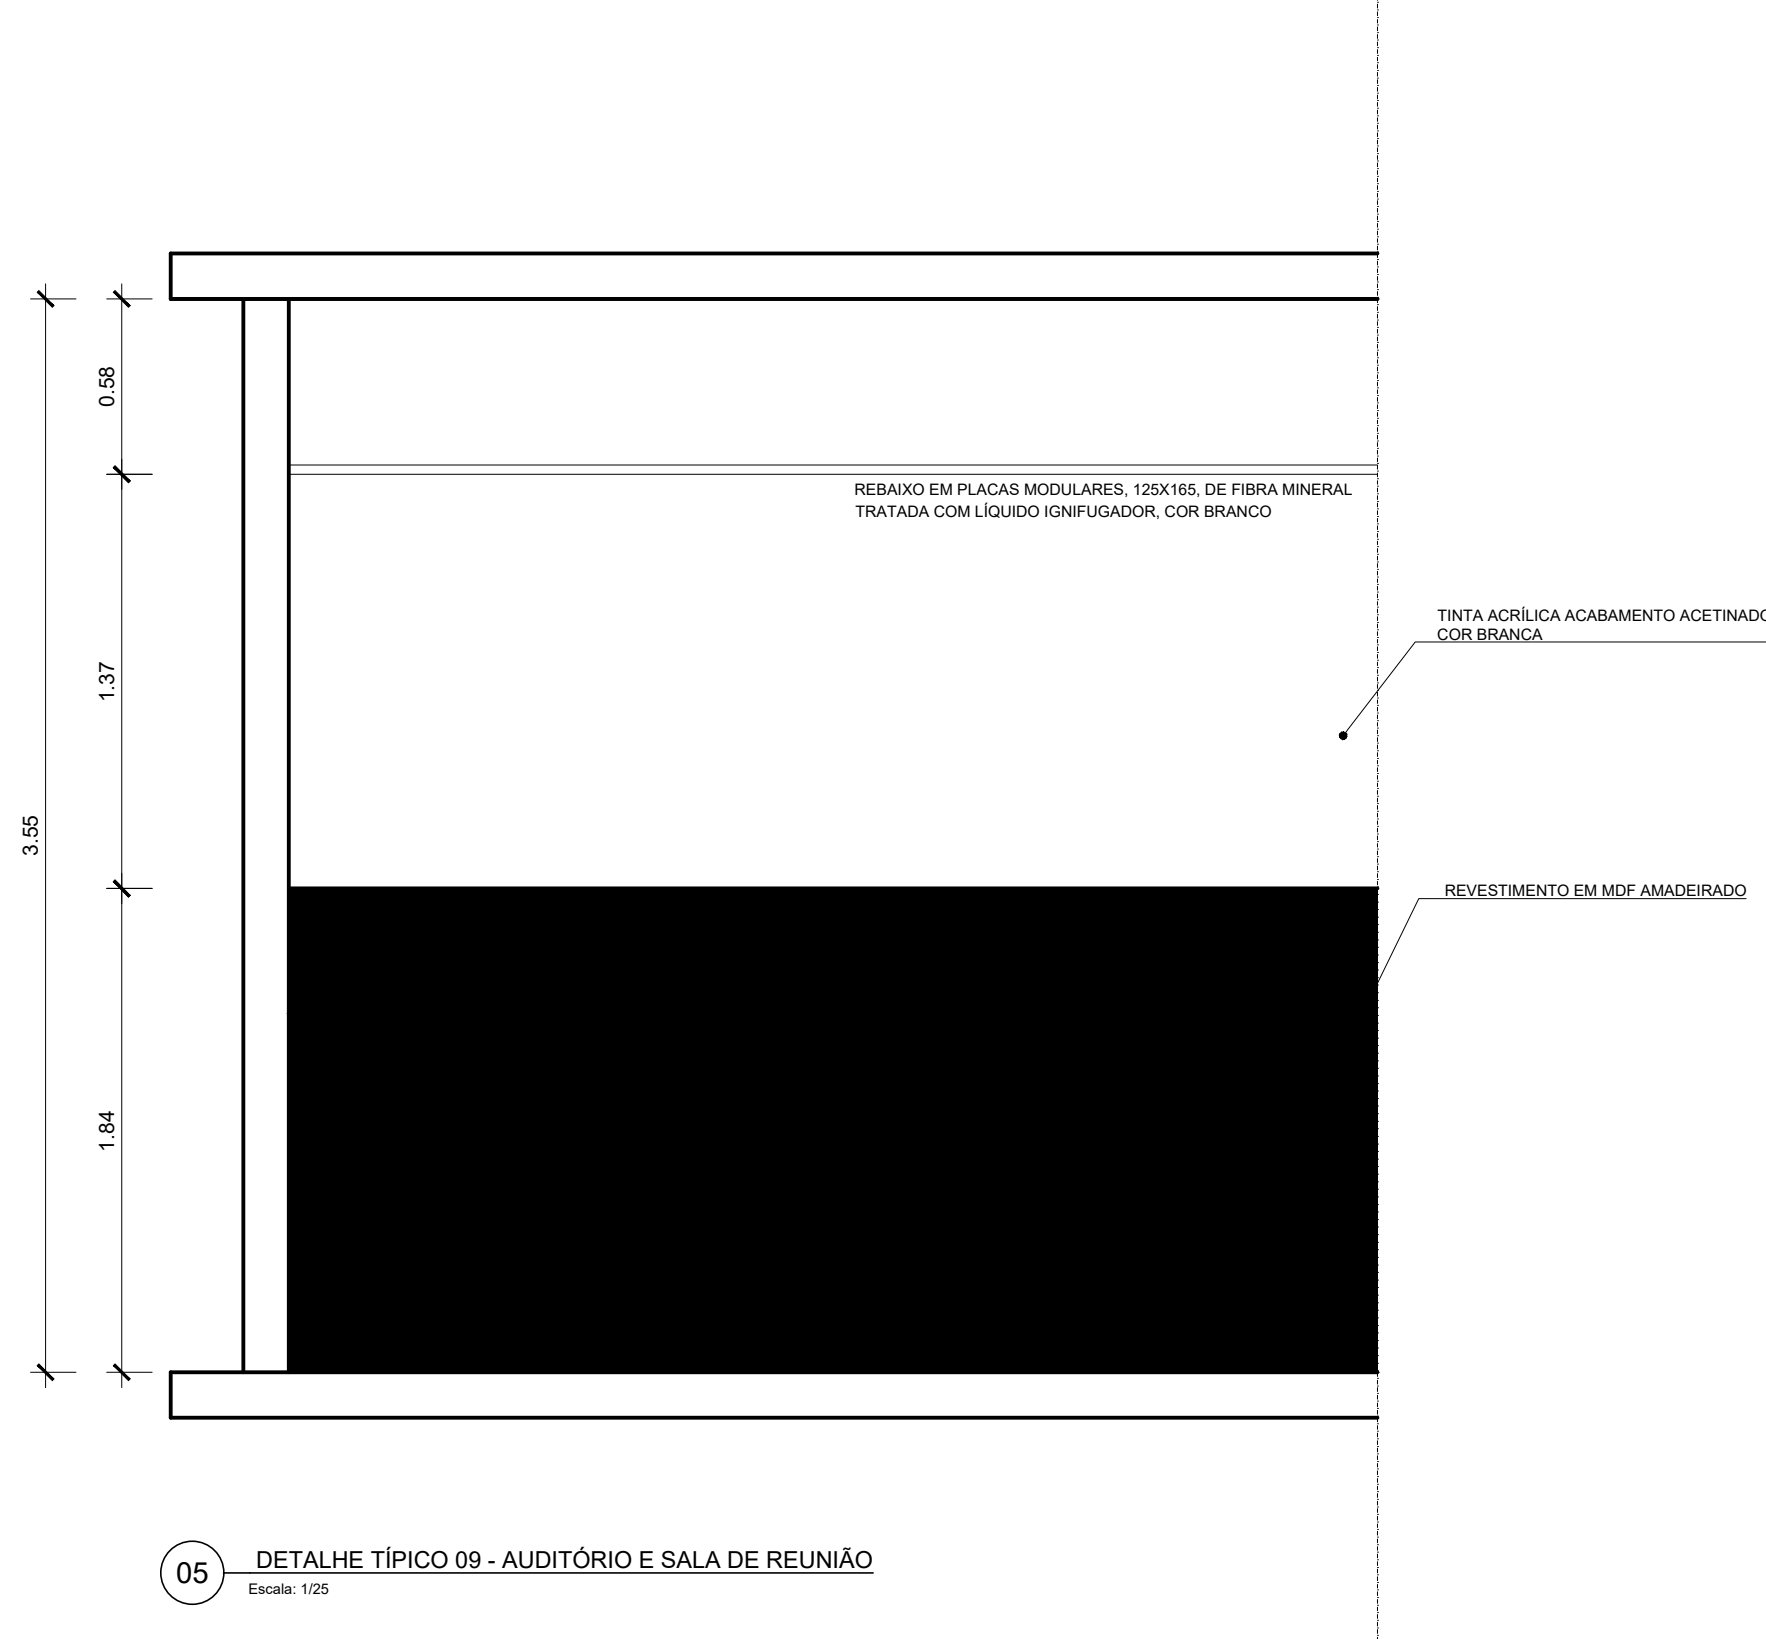 0.58
REBAIXO EM PLACAS MODULARES, 125X165, DE FIBRA MINERAL
TRATADA COM LÍQUIDO IGNIFUGADOR, COR BRANCO
TINTA ACRÍLICA ACABAMENTO ACETINADO
COR BRANCA
1.37
3.55
REVESTIMENTO EM MDF AMADEIRADO
1.84
05
DETALHE TÍPICO 09 - AUDITÓRIO E SALA DE REUNIÃO
Escala: 1/25